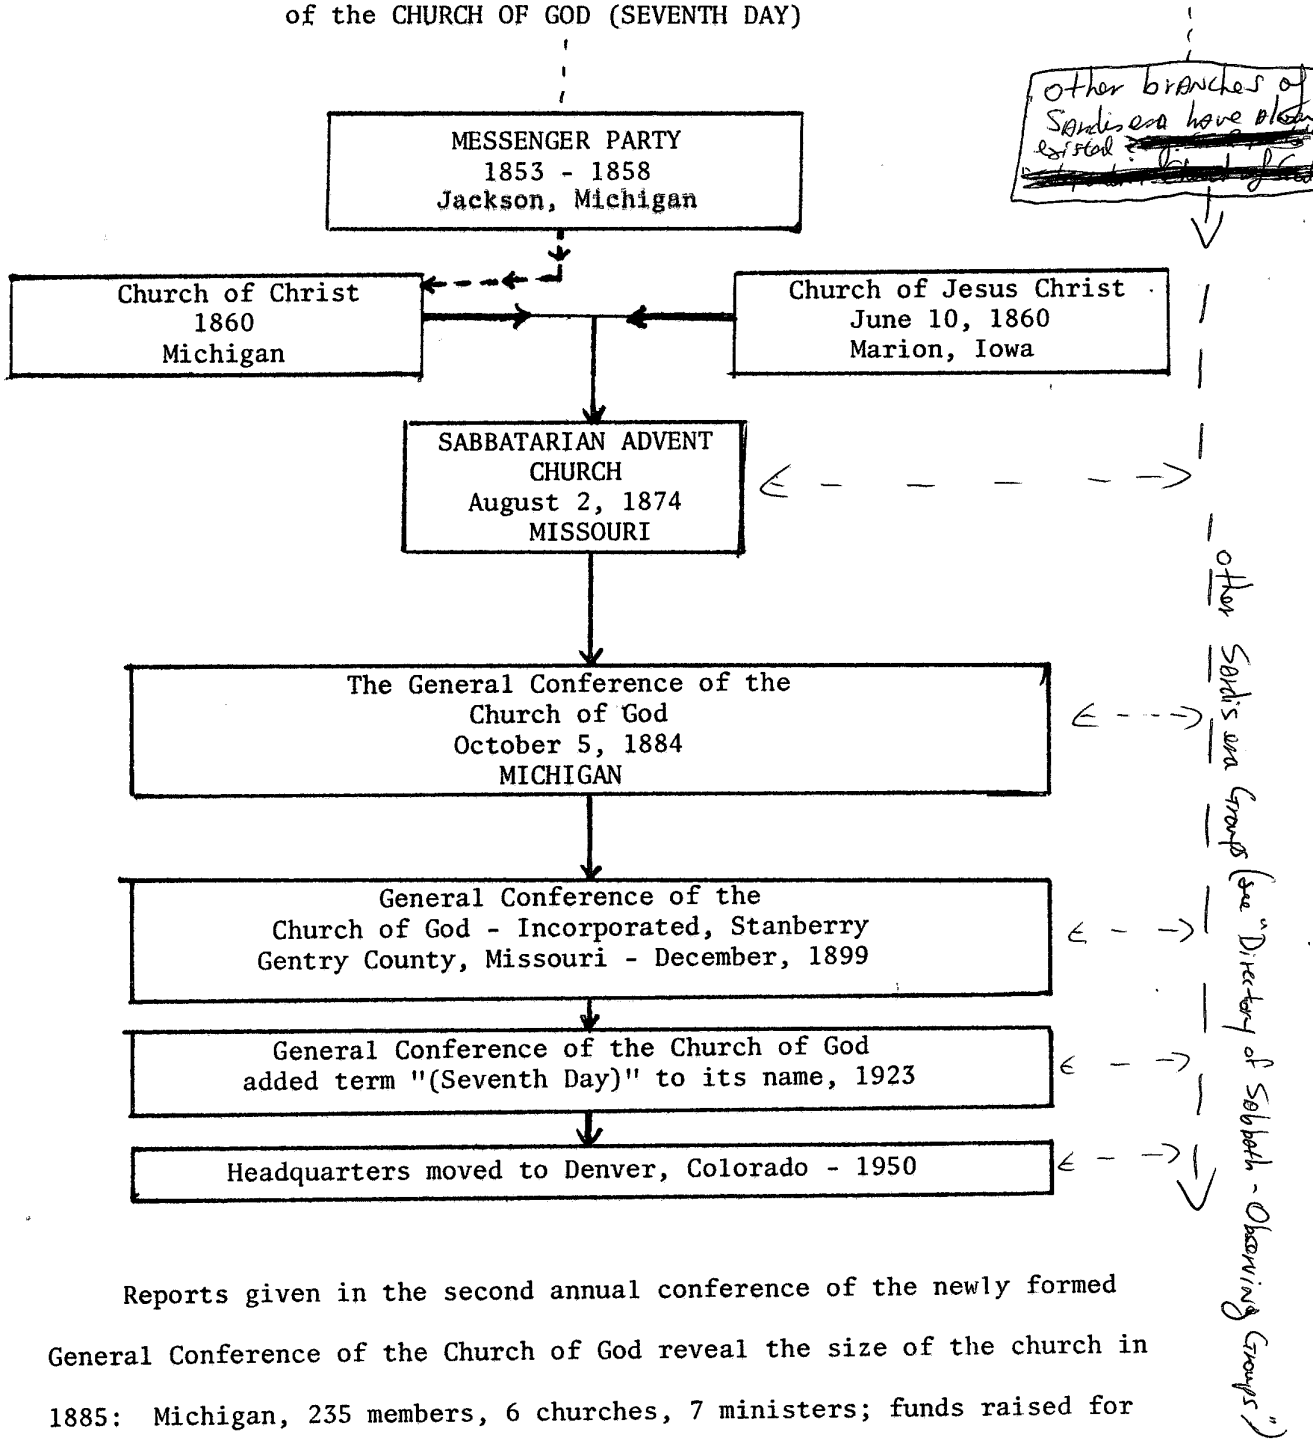 of the CHURCH OF GOD (SEVENTH DAY)
other branches of
Sardis era have
existed
MESSENGER PARTY
1853 - 1858
Jackson, Michigan
Church of Christ
1860
Michigan
Church of Jesus Christ
June 10, 1860
Marion, Iowa
SABBATARIAN ADVENT
CHURCH
August 2, 1874
MISSOURI
The General Conference of the
Church of God
October 5, 1884
MICHIGAN
General Conference of the
Church of God - Incorporated, Stanberry
Gentry County, Missouri - December, 1899
General Conference of the Church of God
added term "(Seventh Day)" to its name, 1923
Headquarters moved to Denver, Colorado - 1950
other Sardis era Groups (see "Directory of Sabbath-Observing Groups")
Reports given in the second annual conference of the newly formed
General Conference of the Church of God reveal the size of the church in
1885: Michigan, 235 members, 6 churches, 7 ministers; funds raised for